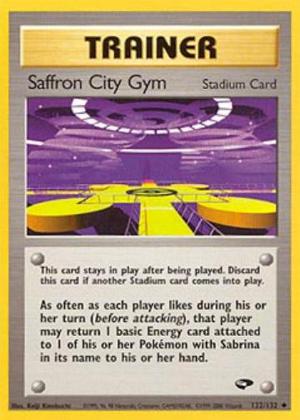 TRAINER
Saffron City Gym Stadium Card
This card stays in play after being played. Discard
this card if another Stadium card comes into play.
As often as each player likes during his or
her turn (before attacking), that player
may return 1 basic Energy card attached
to 1 of his or her Pokémon with Sabrina
in its name to his or her hand.
Illus. Keiji Kinebuchi
122/132